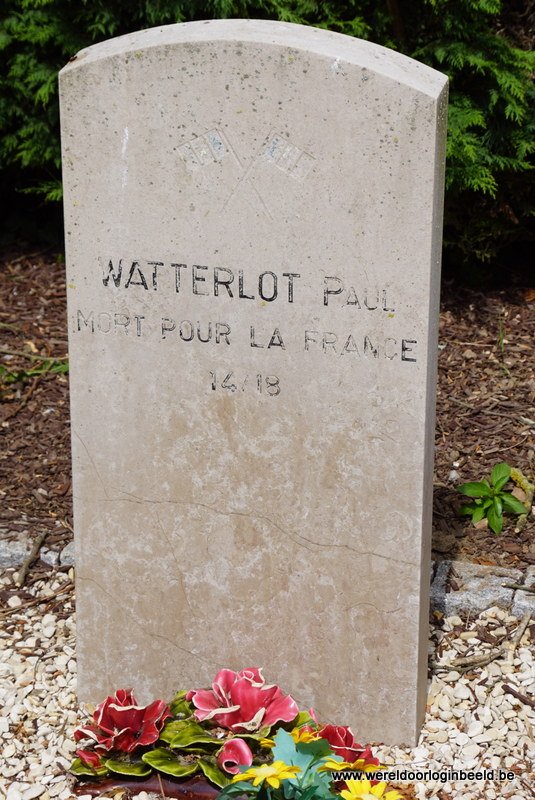 WATTERLOT PAUL
MORT POUR LA FRANCE
14/18
www.wereldoorloginbeeld.be